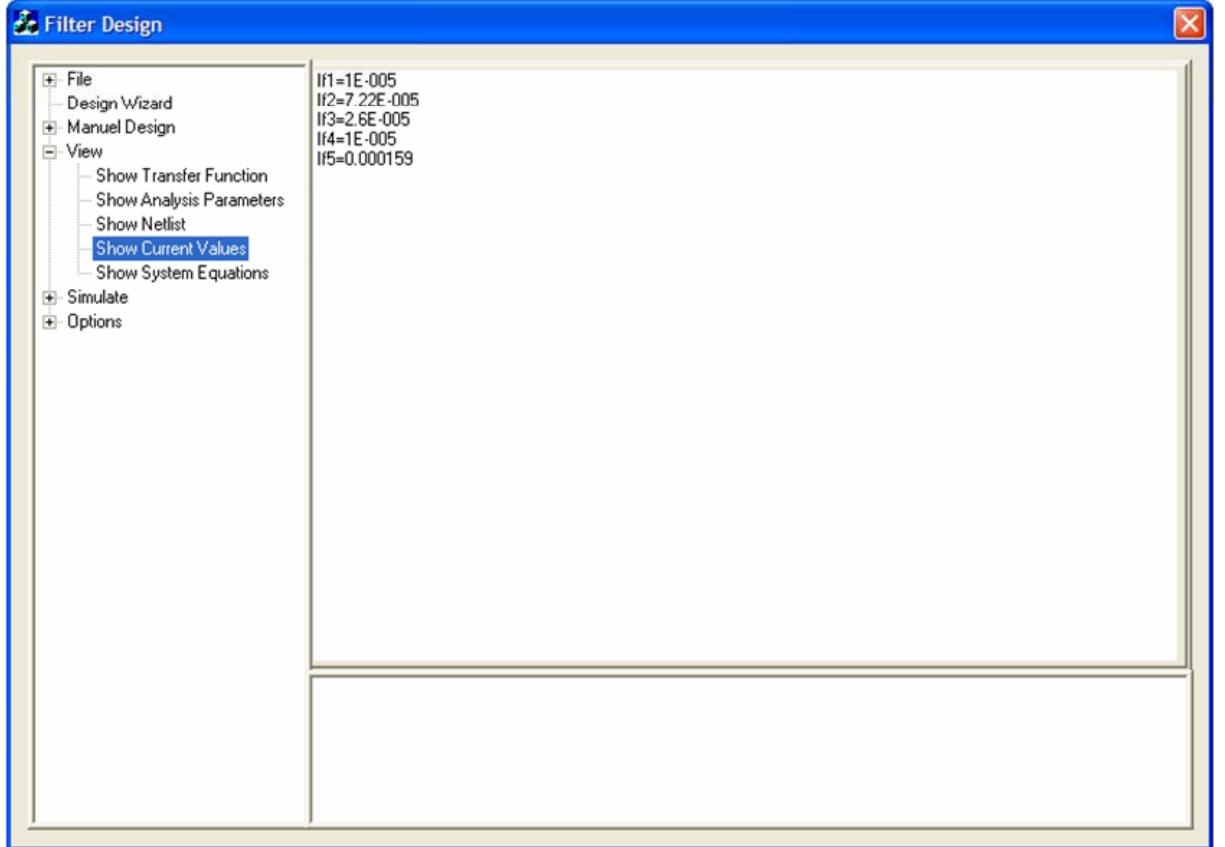 Filter Design
File
Design Wizard
Manuel Design
View
Show Transfer Function
Show Analysis Parameters
Show Netlist
Show Current Values
Show System Equations
Simulate
Options
If1=1E-005
If2=7.22E-005
If3=2.6E-005
If4=1E-005
If5=0.000159